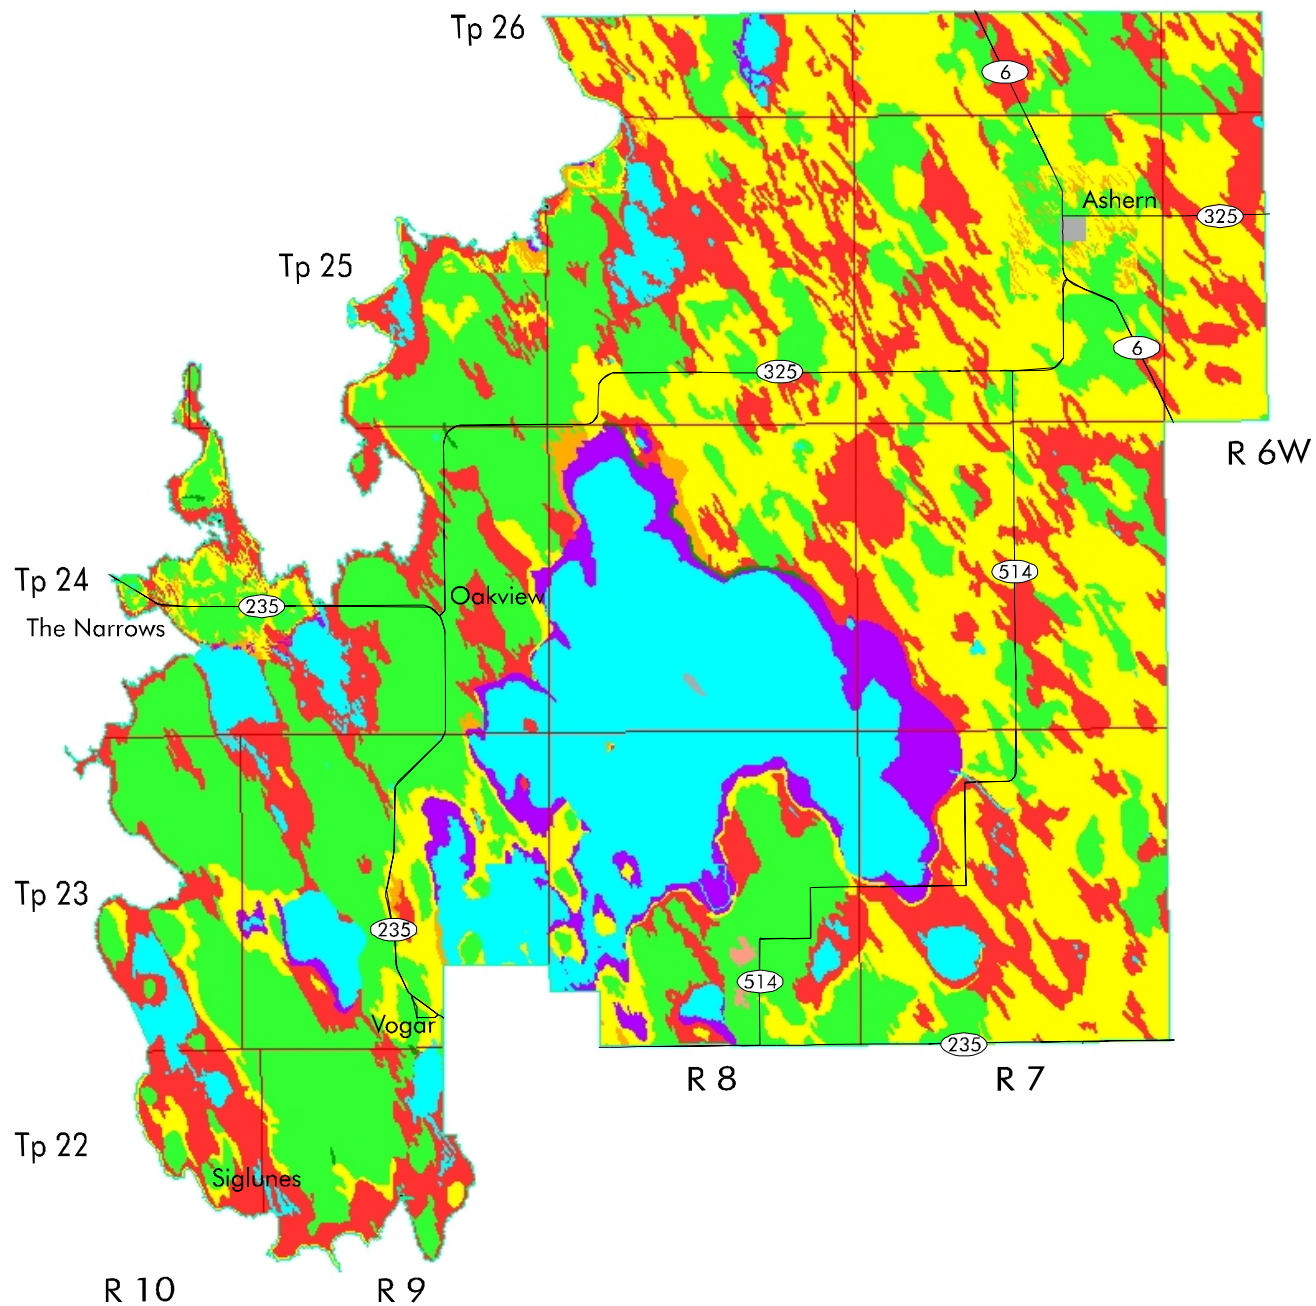 Tp 26
6
Ashern
325
Tp 25
6
325
R 6W
Tp 24
514
Oakview
235
The Narrows
Tp 23
235
514
Vogar
235
R 8
R 7
Tp 22
Siglunes
R 10
R 9